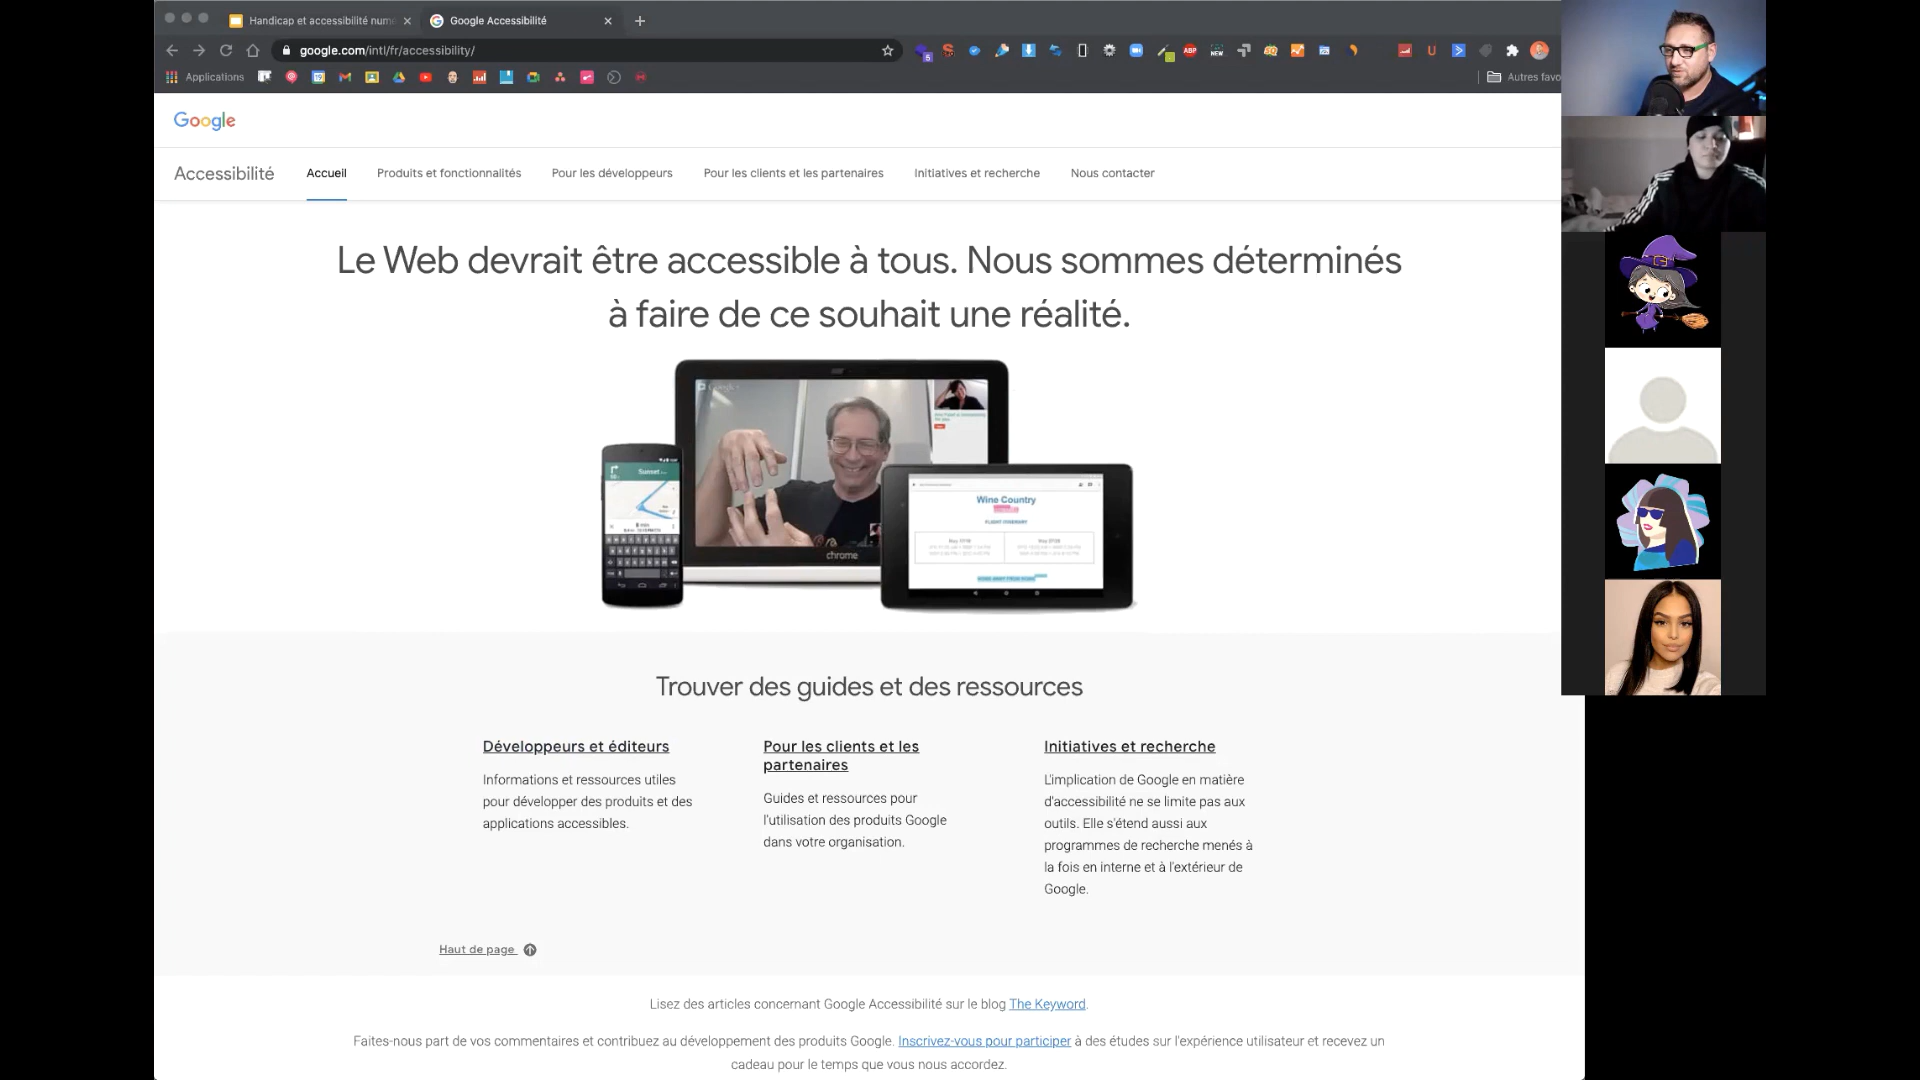 Handicap et accessibilité num
Google Accessibilité
google.com/intl/fr/accessibility/
Applications
Autres favo
Google
Accessibilité
Accueil
Produits et fonctionnalités
Pour les développeurs
Pour les clients et les partenaires
Initiatives et recherche
Nous contacter
Le Web devrait être accessible à tous. Nous sommes déterminés
à faire de ce souhait une réalité.
Sunset
chrome
Wine Country
FLIGHT ITINERARY
Trouver des guides et des ressources
Développeurs et éditeurs
Informations et ressources utiles
pour développer des produits et des
applications accessibles.
Pour les clients et les
partenaires
Guides et ressources pour
l'utilisation des produits Google
dans votre organisation.
Initiatives et recherche
L'implication de Google en matière
d'accessibilité ne se limite pas aux
outils. Elle s'étend aussi aux
programmes de recherche menés à
la fois en interne et à l'extérieur de
Google.
Haut de page
Lisez des articles concernant Google Accessibilité sur le blog The Keyword.
Faites-nous part de vos commentaires et contribuez au développement des produits Google. Inscrivez-vous pour participer à des études sur l'expérience utilisateur et recevez un
cadeau pour le temps que vous nous accordez.